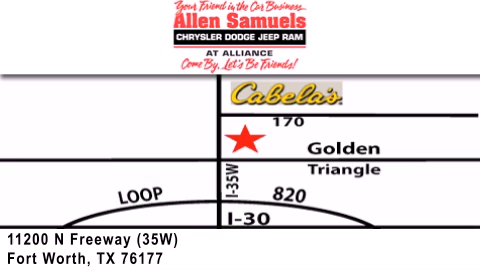 Your Friend in the Car Business
Allen Samuels
CHRYSLER DODGE JEEP RAM
AT ALLIANCE
Come By, Let's Be Friends!
Cabela's
170
Golden
Triangle
I-35W
LOOP 820
I-30
11200 N Freeway (35W)
Fort Worth, TX 76177